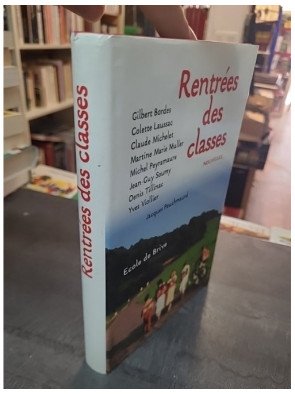 Rentrées des classes
Rentrées
des
classes
NOUVELLES
Gilbert Bordes
Colette Laussac
Claude Michelet
Martine Marie Muller
Michel Peyramaure
Jean-Guy Soumy
Denis Tillinac
Yves Viollier
Jacques Peuchmaurd
Ecole de Brive